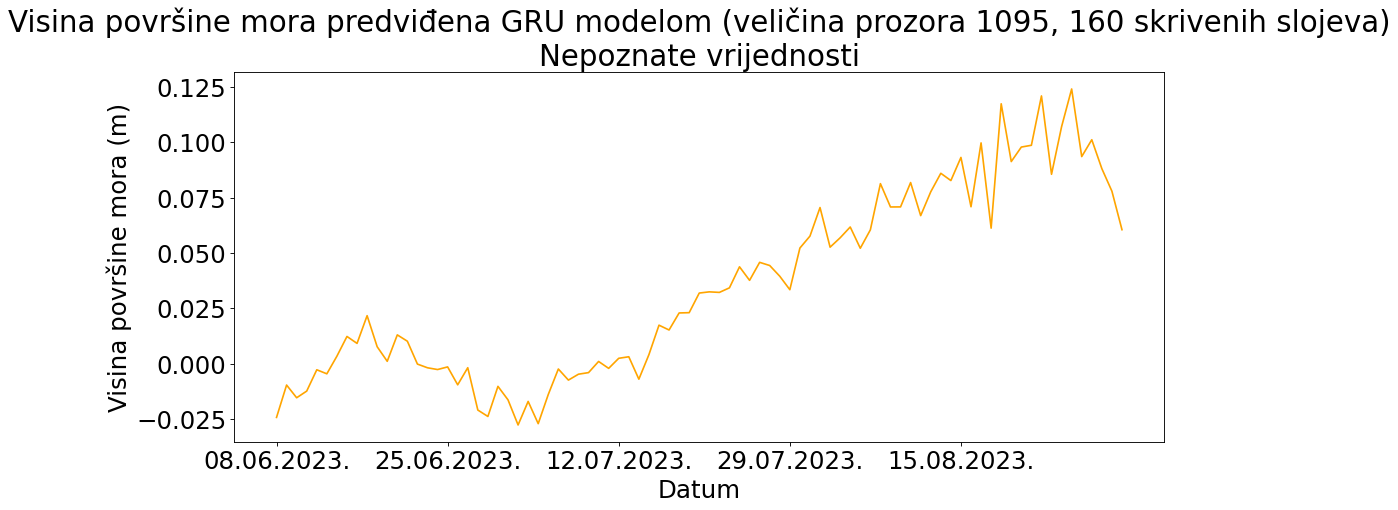 Visina površine mora predviđena GRU modelom (veličina prozora 1095, 160 skrivenih slojeva)
Nepoznate vrijednosti
Visina površine mora (m)
0.125
0.100
0.075
0.050
0.025
0.000
−0.025
08.06.2023. 25.06.2023. 12.07.2023. 29.07.2023. 15.08.2023.
Datum